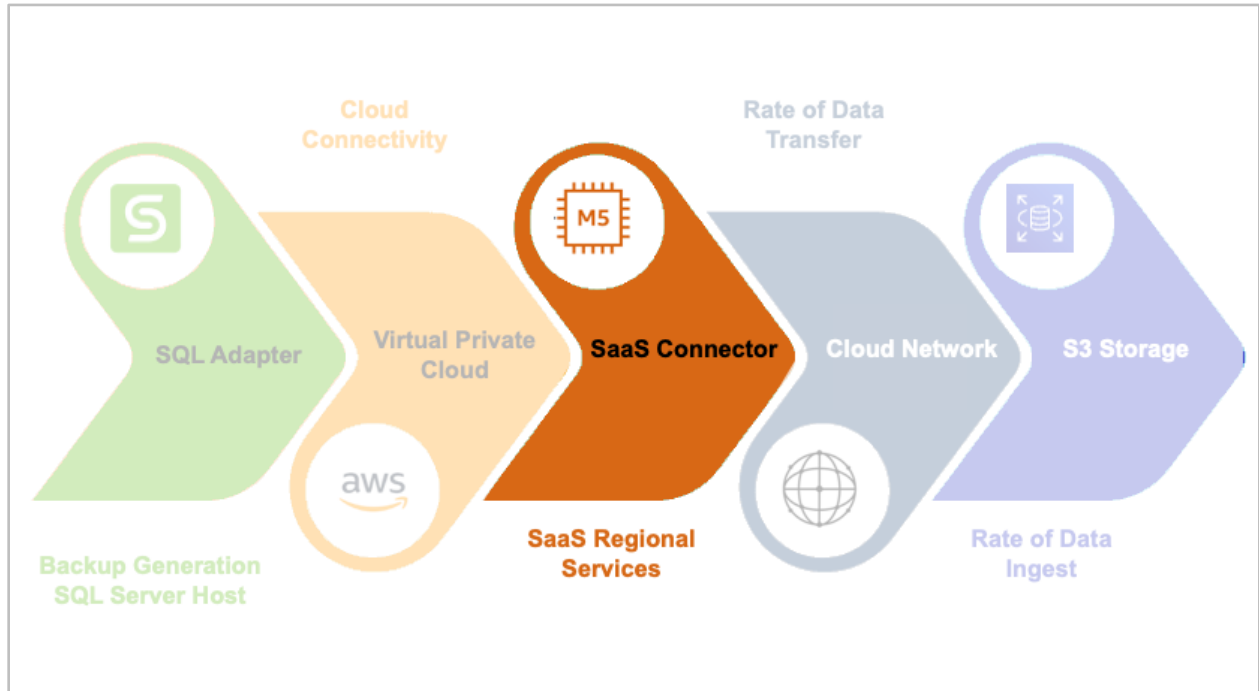 Cloud
Connectivity
Rate of Data
Transfer
S
M5
SQL Adapter
Virtual Private
Cloud
SaaS Connector
Cloud Network
S3 Storage
aws
SaaS Regional
Services
Rate of Data
Ingest
Backup Generation
SQL Server Host